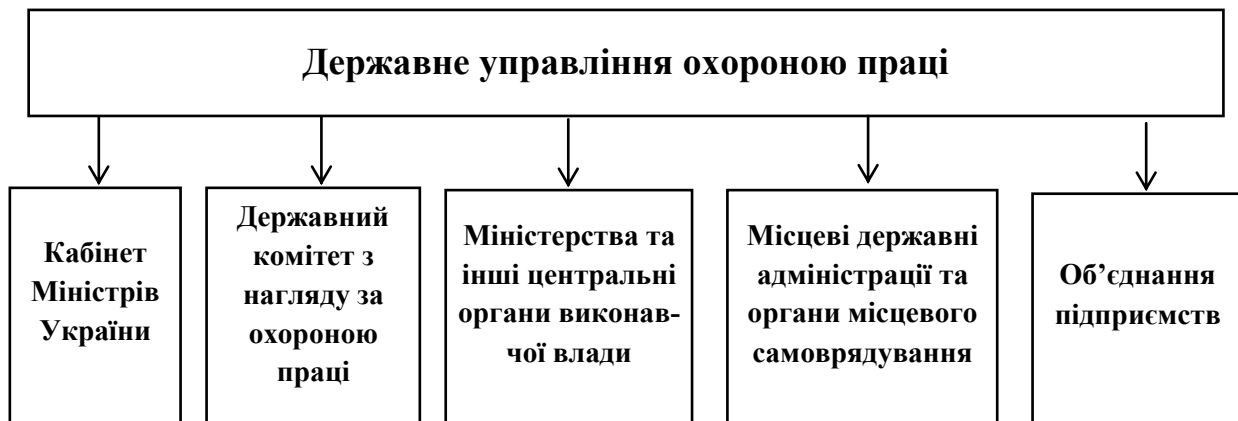 Державне управління охороною праці
Кабінет
Міністрів
України
Державний
комітет з
нагляду за
охороною
праці
Міністерства та
інші центральні
органи виконав-
чої влади
Місцеві державні
адміністрації та
органи місцевого
самоврядування
Об’єднання
підприємств